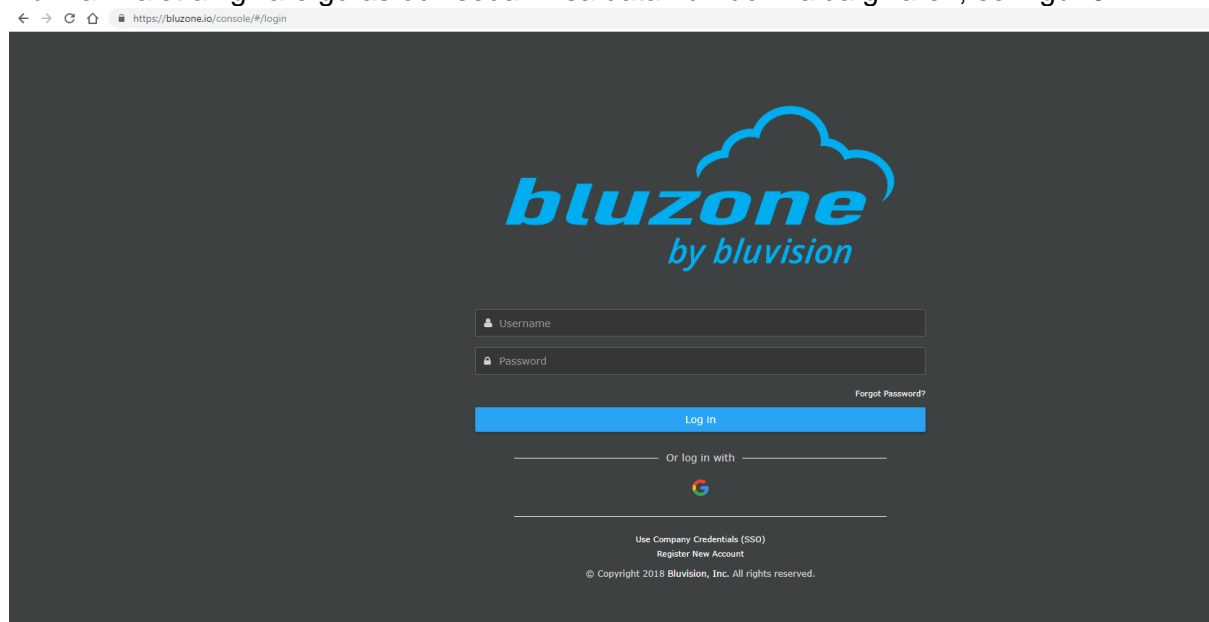 https://bluzone.io/console/#/login
bluzone
by bluvision
Username
Password
Forgot Password?
Log in
Or log in with
Use Company Credentials (SSO)
Register New Account
© Copyright 2018 Bluvision, Inc. All rights reserved.